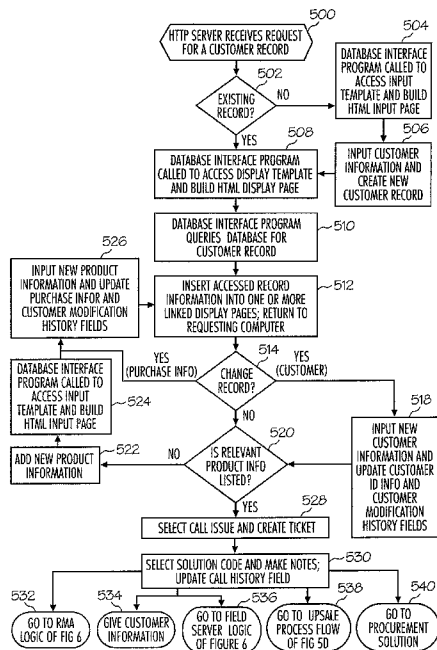 500
HTTP SERVER RECEIVES REQUEST
FOR A CUSTOMER RECORD
502
EXISTING
RECORD?
NO
YES
504
DATABASE INTERFACE
PROGRAM CALLED TO
ACCESS INPUT
TEMPLATE AND BUILD
HTML INPUT PAGE
506
INPUT CUSTOMER
INFORMATION AND
CREATE NEW
CUSTOMER RECORD
508
DATABASE INTERFACE PROGRAM
CALLED TO ACCESS DISPLAY TEMPLATE
AND BUILD HTML DISPLAY PAGE
510
DATABASE INTERFACE PROGRAM
QUERIES DATABASE FOR
CUSTOMER RECORD
526
INPUT NEW PRODUCT
INFORMATION AND UPDATE
PURCHASE INFOR AND
CUSTOMER MODIFICATION
HISTORY FIELDS
512
INSERT ACCESSED RECORD
INFORMATION INTO ONE OR MORE
LINKED DISPLAY PAGES; RETURN TO
REQUESTING COMPUTER
514
CHANGE
RECORD?
YES
(PURCHASE INFO)
YES
(CUSTOMER)
NO
DATABASE INTERFACE
PROGRAM CALLED TO
ACCESS INPUT
TEMPLATE AND BUILD
HTML INPUT PAGE
524
518
INPUT NEW
CUSTOMER
INFORMATION AND
UPDATE CUSTOMER
ID INFO AND
CUSTOMER
MODIFICATION
HISTORY FIELDS
520
IS RELEVANT
PRODUCT INFO
LISTED?
NO
YES
522
ADD NEW PRODUCT
INFORMATION
528
SELECT CALL ISSUE AND CREATE TICKET
530
SELECT SOLUTION CODE AND MAKE NOTES;
UPDATE CALL HISTORY FIELD
532
GO TO RMA
LOGIC OF FIG 6
534
GIVE CUSTOMER
INFORMATION
536
GO TO FIELD
SERVER LOGIC
OF FIGURE 6
538
GO TO UPSALE
PROCESS FLOW
OF FIG 5D
540
GO TO
PROCUREMENT
SOLUTION